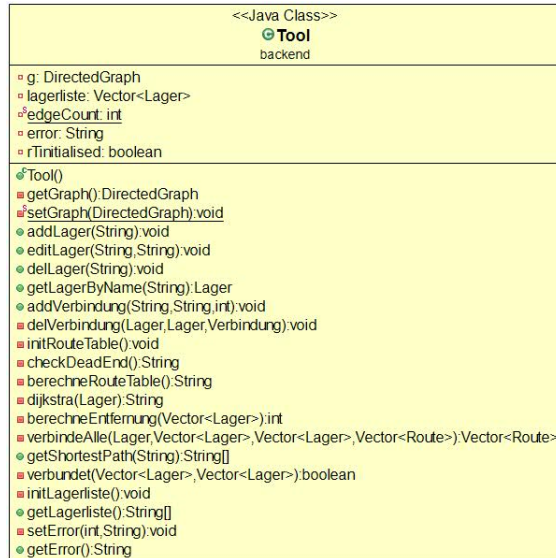 <<Java Class>>
Tool
backend
g: DirectedGraph
lagerliste: Vector<Lager>
edgeCount: int
error: String
rTinitialised: boolean
Tool()
getGraph():DirectedGraph
setGraph(DirectedGraph):void
addLager(String):void
editLager(String,String):void
delLager(String):void
getLagerByName(String):Lager
addVerbindung(String,String,int):void
delVerbindung(Lager,Lager,Verbindung):void
initRouteTable():void
checkDeadEnd():String
berechneRouteTable():String
dijkstra(Lager):String
berechneEntfernung(Vector<Lager>):int
verbindeAlle(Lager,Vector<Lager>,Vector<Lager>,Vector<Route>):Vector<Route>
getShortestPath(String):String[]
verbundet(Vector<Lager>,Vector<Lager>):boolean
initLagerliste():void
getLagerliste():String[]
setError(int,String):void
getError():String